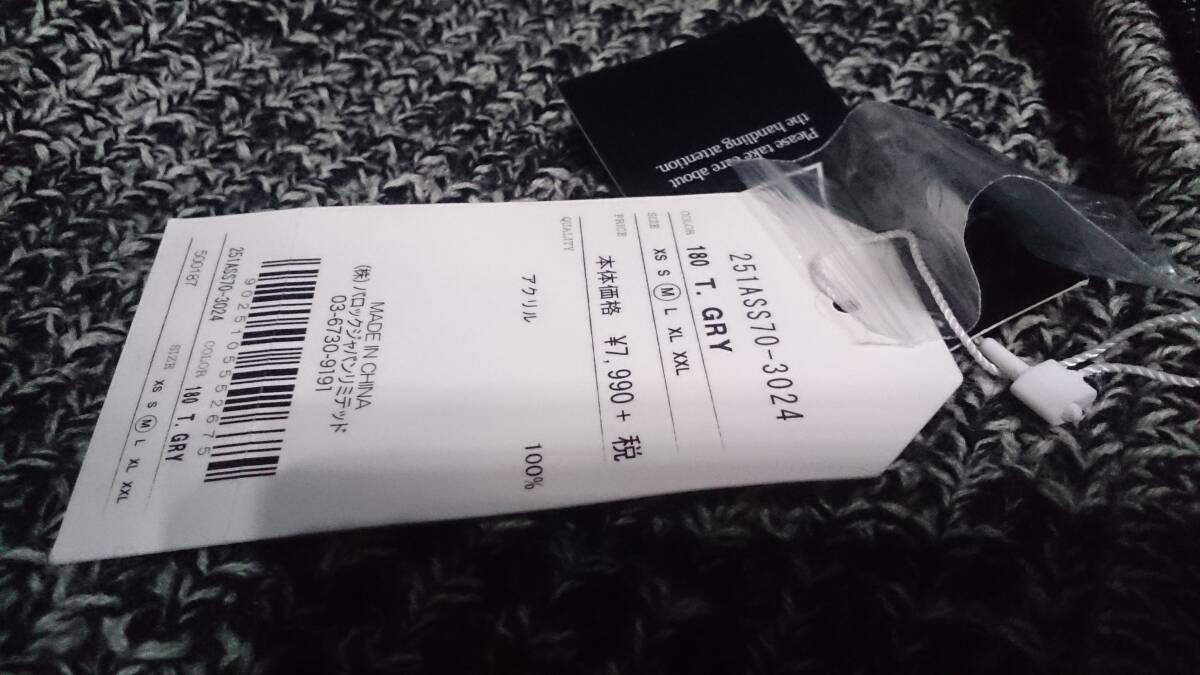 251ASS70-3024
COLOR 180 T. GRY
SIZE XS S M L XL XXL
PRICE 本体価格 ¥7,990 + 税
QUALITY
アクリル 100%
MADE IN CHINA
(株) バロックジャパンリミテッド
03-6730-9191
9025105552675
251ASS70-3024 COLOR 180 T. GRY
500187 SIZE XS S M L XL XXL
Please take care about
the handling attention.